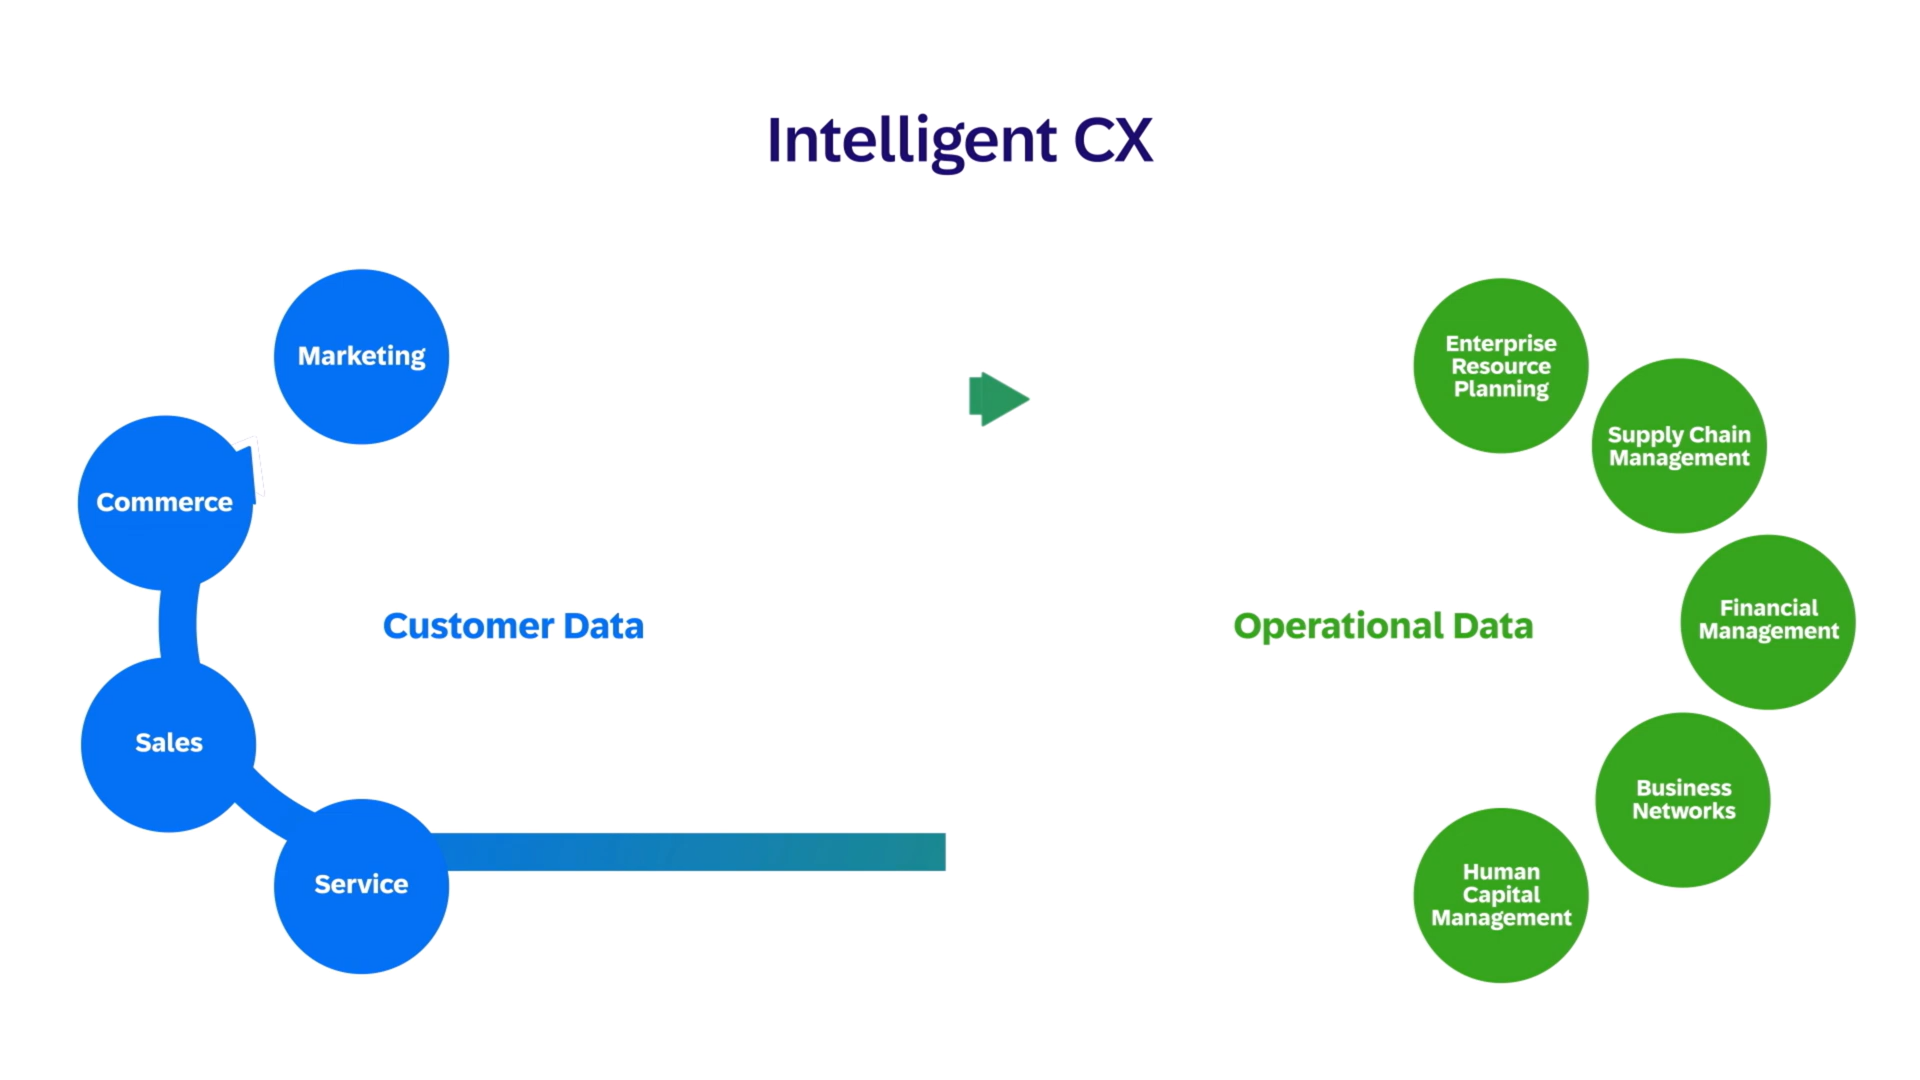 Intelligent CX
Marketing
Commerce
Sales
Service
Customer Data
Operational Data
Enterprise
Resource
Planning
Supply Chain
Management
Financial
Management
Business
Networks
Human
Capital
Management